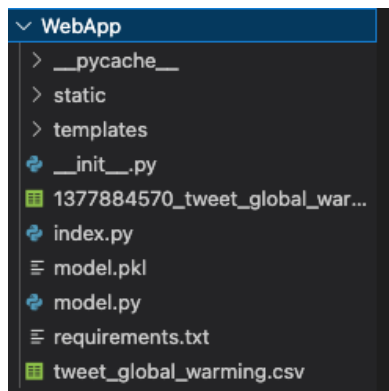 WebApp
__pycache__
static
templates
__init__.py
1377884570_tweet_global_war...
index.py
model.pkl
model.py
requirements.txt
tweet_global_warming.csv